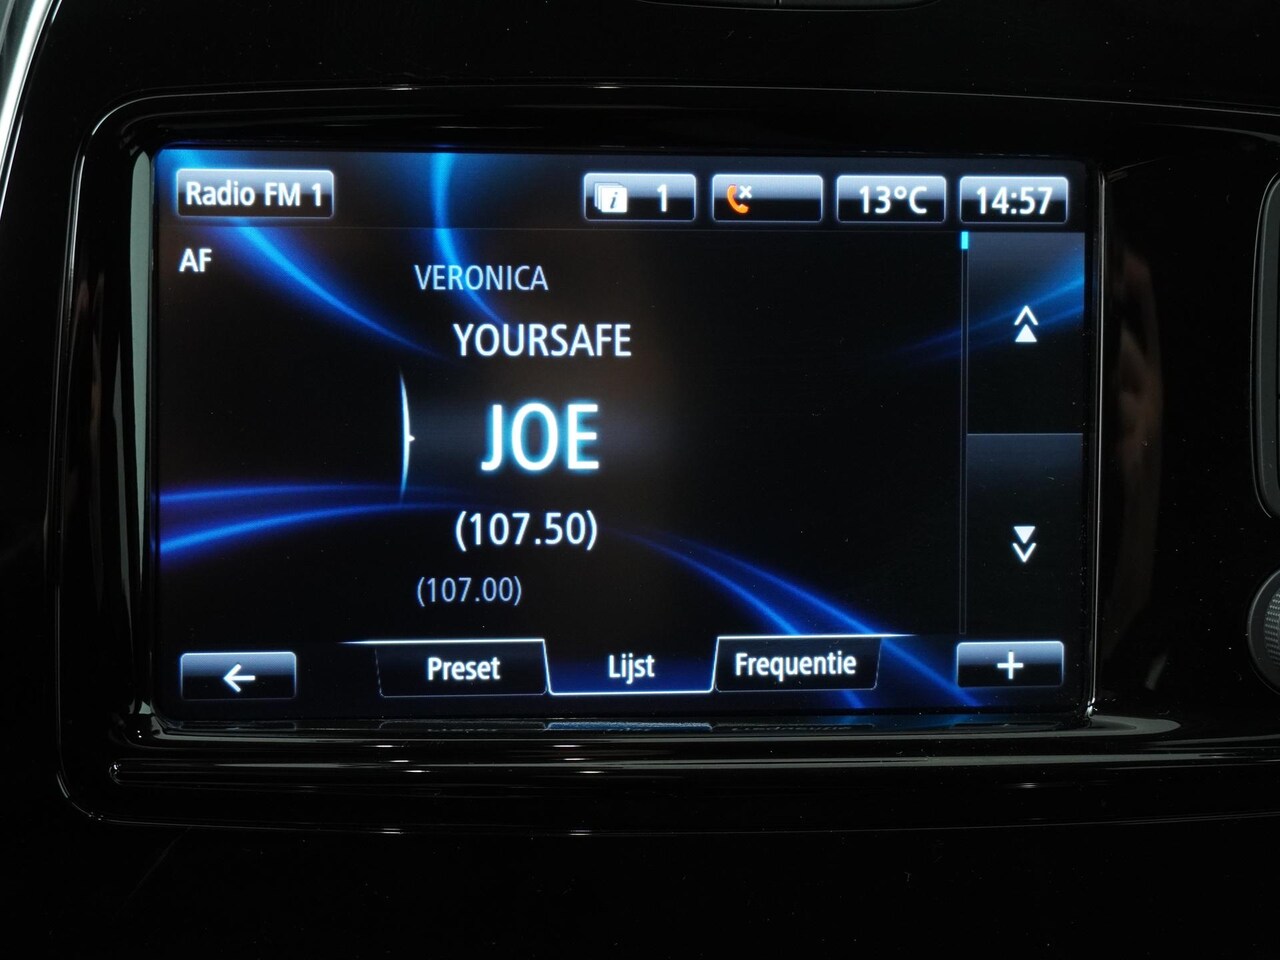 Radio FM 1
1
13°C
14:57
AF
VERONICA
YOURSAFE
JOE
(107.50)
(107.00)
Preset
Lijst
Frequentie